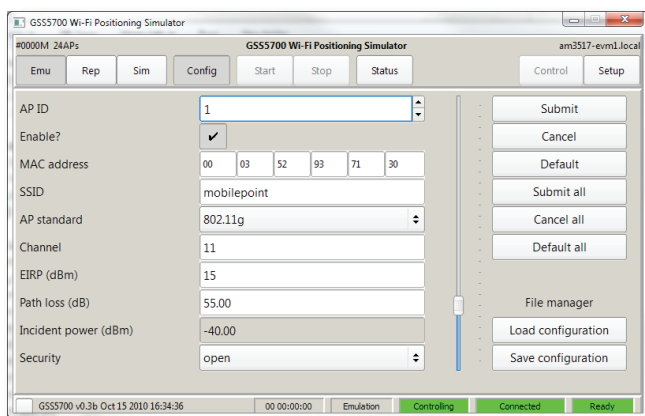 GSS5700 Wi-Fi Positioning Simulator
#0000M 24APs GSS5700 Wi-Fi Positioning Simulator am3517-evm1.local
Emu Rep Sim Config Start Stop Status Control Setup
AP ID 1 Submit
Enable? ✔ Cancel
MAC address 00 03 52 93 71 30 Default
SSID mobilepoint Submit all
AP standard 802.11g Cancel all
Channel 11 Default all
EIRP (dBm) 15
Path loss (dB) 55.00 File manager
Incident power (dBm) -40.00 Load configuration
Security open Save configuration
GSS5700 v0.3b Oct 15 2010 16:34:36 00 00:00:00 Emulation Controling Connected Ready